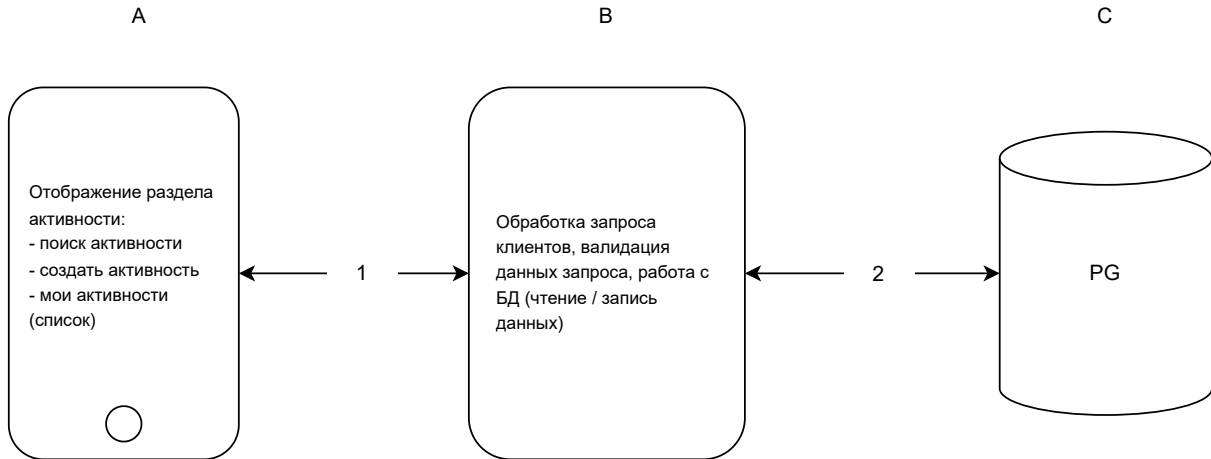 A
B
C
Отображение раздела
активности:
- поиск активности
- создать активность
- мои активности
(список)
1
Обработка запроса
клиентов, валидация
данных запроса, работа с
БД (чтение / запись
данных)
2
PG